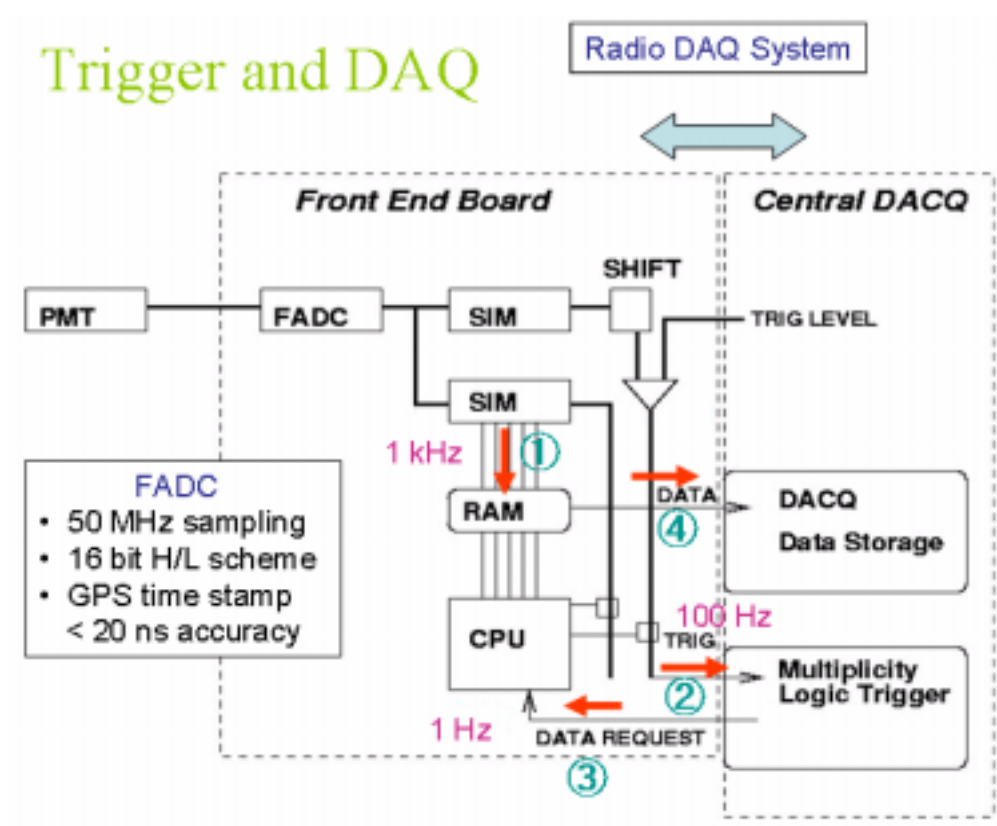 Trigger and DAQ
Radio DAQ System
Front End Board
Central DACQ
SHIFT
PMT
FADC
SIM
TRIG LEVEL
SIM
1 kHz
①
FADC
• 50 MHz sampling
• 16 bit H/L scheme
• GPS time stamp
< 20 ns accuracy
RAM
DATA
④
DACQ
Data Storage
CPU
100 Hz
TRIG
②
Multiplicity
Logic Trigger
1 Hz
DATA REQUEST
③